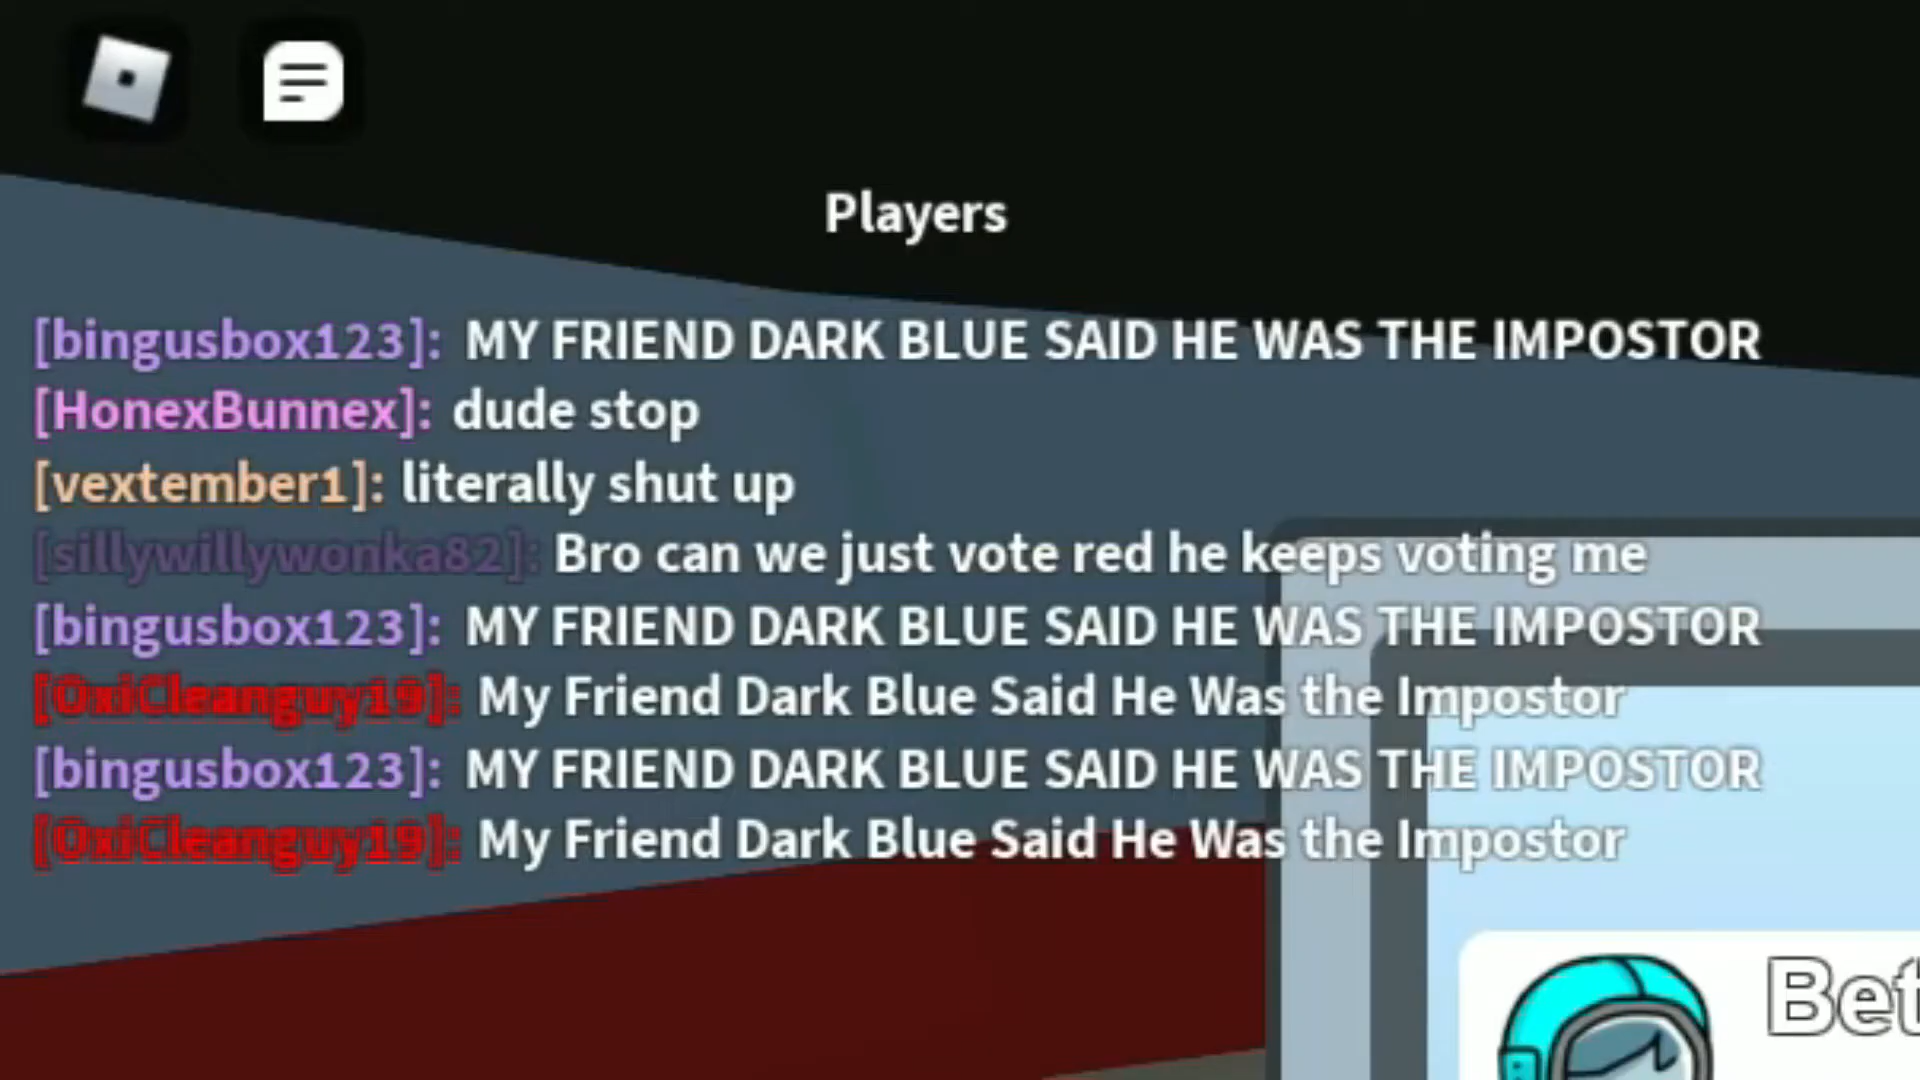 Players
[bingusbox123]: MY FRIEND DARK BLUE SAID HE WAS THE IMPOSTOR
[HonexBunnex]: dude stop
[vextember1]: literally shut up
[sillywillywonka82]: Bro can we just vote red he keeps voting me
[bingusbox123]: MY FRIEND DARK BLUE SAID HE WAS THE IMPOSTOR
[OxiCleanguy19]: My Friend Dark Blue Said He Was the Impostor
[bingusbox123]: MY FRIEND DARK BLUE SAID HE WAS THE IMPOSTOR
[OxiCleanguy19]: My Friend Dark Blue Said He Was the Impostor
Bet